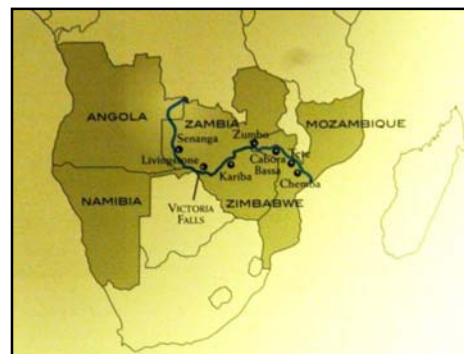 ANGOLA
ZAMBIA
MOZAMBIQUE
Senanga
Zumbo
Tete
Livingstone
Cabora
Bassa
Kariba
Chemba
NAMIBIA
VICTORIA
FALLS
ZIMBABWE